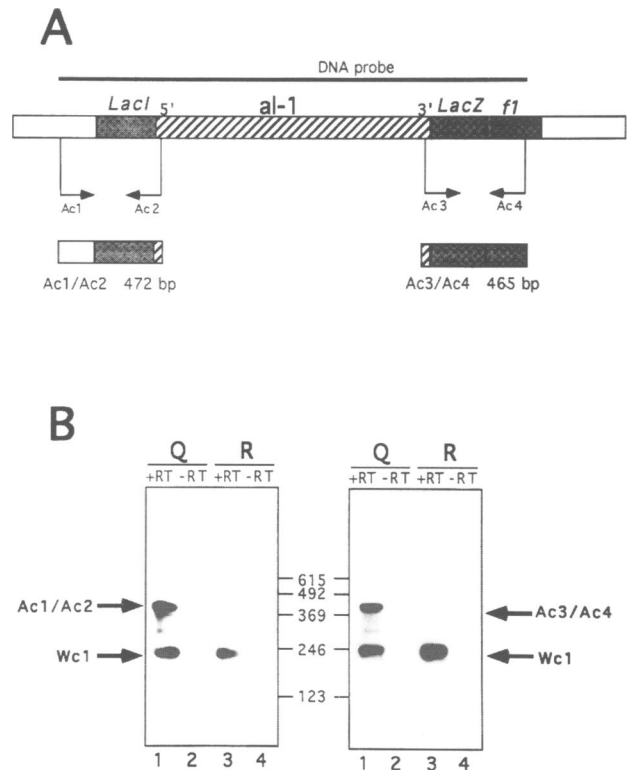 A
DNA probe
LacI 5' al-1 3' LacZ f1
Ac1 Ac2 Ac3 Ac4
Ac1/Ac2 472 bp Ac3/Ac4 465 bp
B
Q R Q R
+RT -RT +RT -RT +RT -RT +RT -RT
615
492
Ac1/Ac2 369 Ac3/Ac4
246
Wc1 Wc1
123
1 2 3 4 1 2 3 4